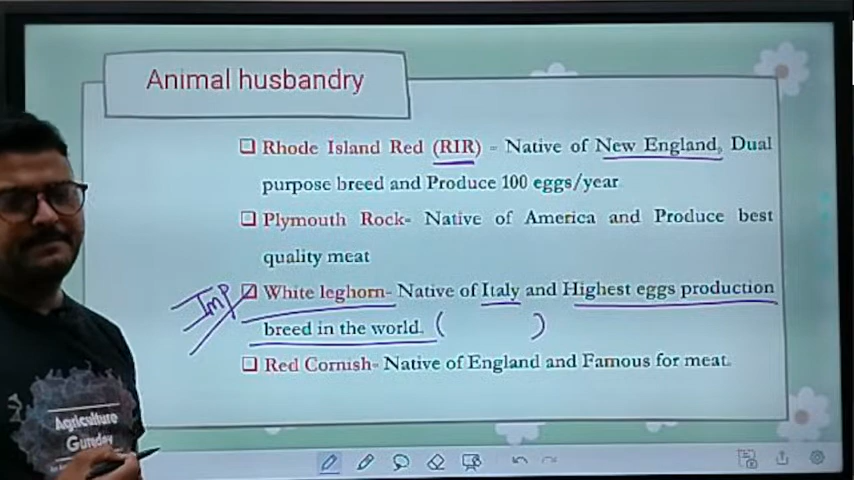 Animal husbandry
❑ Rhode Island Red (RIR) - Native of New England, Dual
purpose breed and Produce 100 eggs/year
❑ Plymouth Rock- Native of America and Produce best
quality meat
Imp ❑ White leghorn- Native of Italy and Highest eggs production
breed in the world. ( )
❑ Red Cornish- Native of England and Famous for meat.
Agriculture